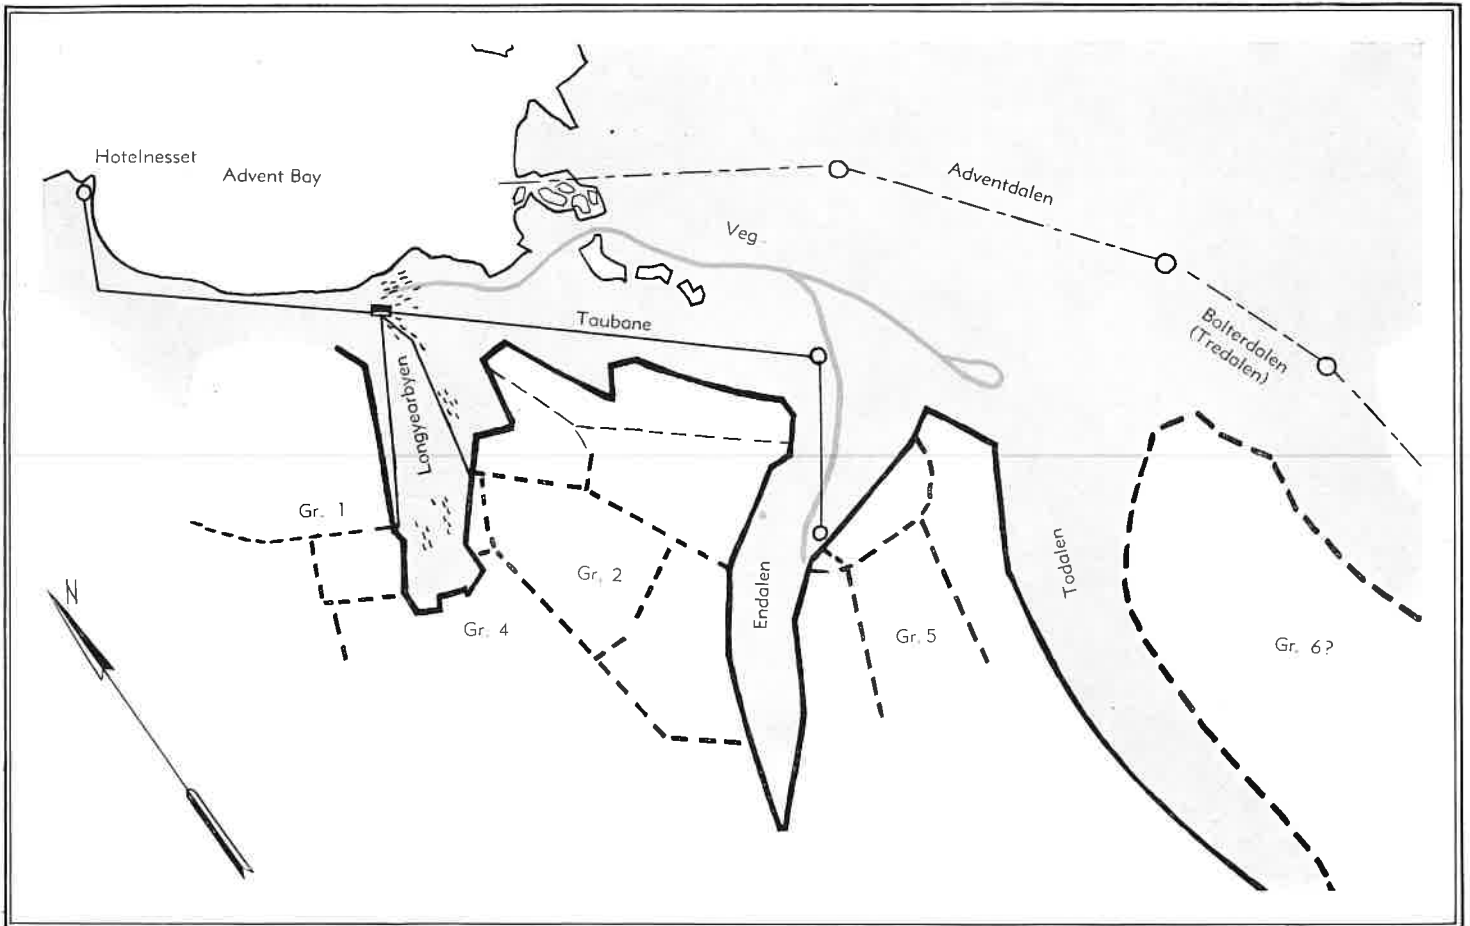 Hotelnesset
Advent Bay
Adventdalen
Veg.
Taubane
Bolterdalen
(Tredalen)
Longyearbyen
Gr. 1
Gr. 2
Gr. 4
Endalen
Gr. 5
Todalen
Gr. 6?
N